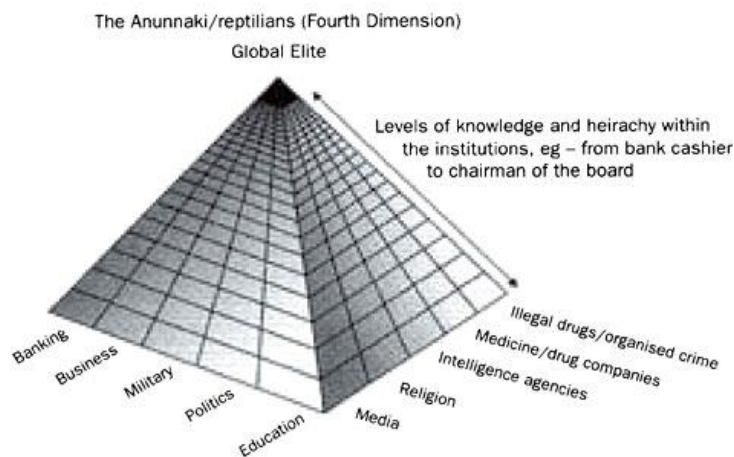 The Anunnaki/reptilians (Fourth Dimension)
Global Elite
Levels of knowledge and heirachy within
the institutions, eg – from bank cashier
to chairman of the board
Banking
Business
Military
Politics
Education
Media
Religion
Intelligence agencies
Medicine/drug companies
Illegal drugs/organised crime